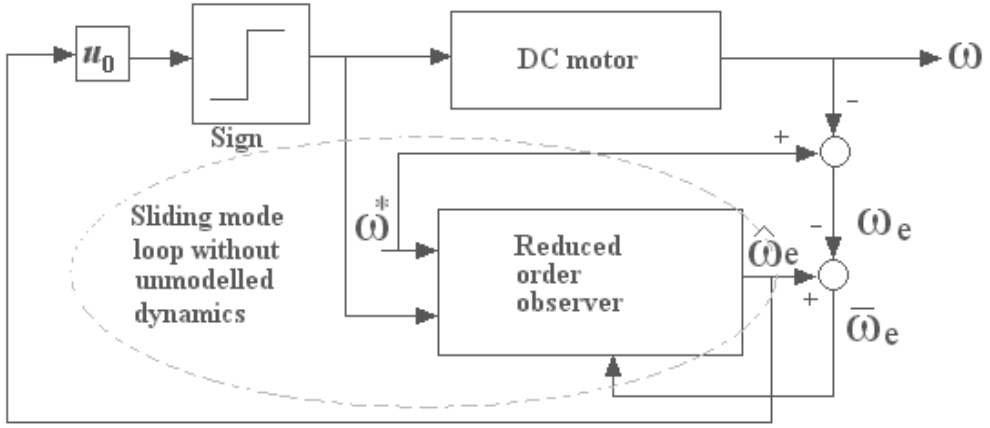 u₀
Sign
DC motor
ω
−
+
Sliding mode
loop without
unmodelled
dynamics
ω*
Reduced
order
observer
ω̂e
−
ωe
+
ω̄e